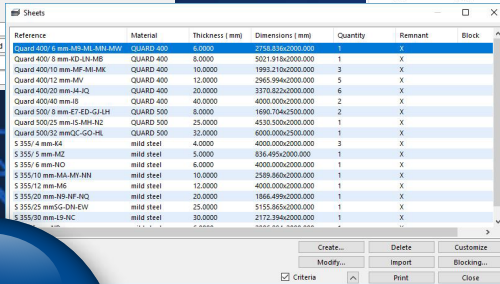 Sheets
Reference Material Thickness ( mm) Dimensions ( mm) Quantity Remnant Block
Quard 400/ 6 mm-M9-ML-MN-MW QUARD 400 6.0000 2758.836x2000.000 1 X
Quard 400/ 8 mm-KD-LN-MB QUARD 400 8.0000 5021.918x2000.000 1 X
Quard 400/10 mm-MF-MI-MK QUARD 400 10.0000 1993.210x2000.000 3 X
Quard 400/12 mm-MV QUARD 400 12.0000 2965.994x2000.000 5 X
Quard 400/20 mm-J4-JQ QUARD 400 20.0000 3370.822x2000.000 6 X
Quard 400/40 mm-I8 QUARD 400 40.0000 4000.000x2000.000 2 X
Quard 500/ 8 mm-E7-ED-GJ-LH QUARD 500 8.0000 1690.704x2500.000 2 X
Quard 500/25 mm-IS-MH-N2 QUARD 500 25.0000 4530.500x2000.000 1 X
Quard 500/32 mmQC-GO-HL QUARD 500 32.0000 6000.000x2500.000 1 X
S 355/ 4 mm-K4 mild steel 4.0000 4000.000x2000.000 3 X
S 355/ 5 mm-MZ mild steel 5.0000 836.495x2000.000 1 X
S 355/ 6 mm-NO mild steel 6.0000 4000.000x2000.000 1 X
S 355/10 mm-MA-MY-NN mild steel 10.0000 2589.860x2000.000 1 X
S 355/12 mm-M6 mild steel 12.0000 4000.000x2000.000 1 X
S 355/20 mm-N9-NF-NQ mild steel 20.0000 1866.499x2000.000 1 X
S 355/25 mmSG-DN-EW mild steel 25.0000 5155.865x2000.000 1 X
S 355/30 mm-L9-NC mild steel 30.0000 2172.394x2000.000 1 X
Create... Delete Customize
Modify... Import Blocking...
Criteria Print Close